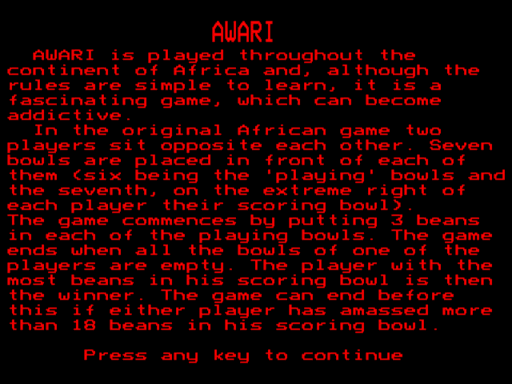 AWARI
AWARI is played throughout the
continent of Africa and, although the
rules are simple to learn, it is a
fascinating game, which can become
addictive.
In the original African game two
players sit opposite each other. Seven
bowls are placed in front of each of
them (six being the 'playing' bowls and
the seventh, on the extreme right of
each player their scoring bowl).
The game commences by putting 3 beans
in each of the playing bowls. The game
ends when all the bowls of one of the
players are empty. The player with the
most beans in his scoring bowl is then
the winner. The game can end before
this if either player has amassed more
than 18 beans in his scoring bowl.
Press any key to continue